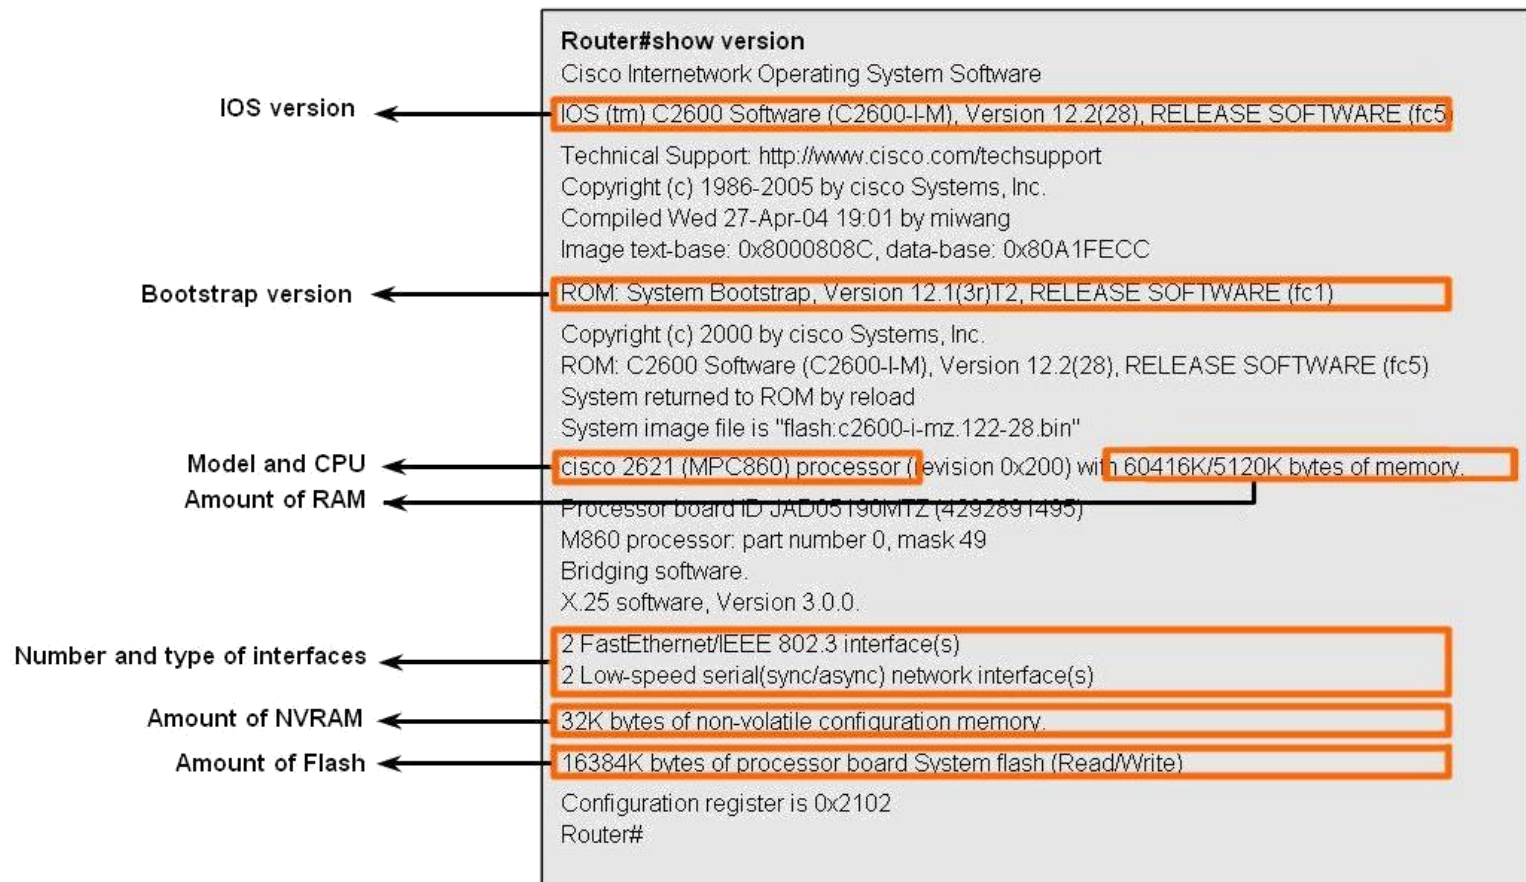 Router#show version
Cisco Internetwork Operating System Software
IOS version
IOS (tm) C2600 Software (C2600-I-M), Version 12.2(28), RELEASE SOFTWARE (fc5)
Technical Support: http://www.cisco.com/techsupport
Copyright (c) 1986-2005 by cisco Systems, Inc.
Compiled Wed 27-Apr-04 19:01 by miwang
Image text-base: 0x8000808C, data-base: 0x80A1FECC
Bootstrap version
ROM: System Bootstrap, Version 12.1(3r)T2, RELEASE SOFTWARE (fc1)
Copyright (c) 2000 by cisco Systems, Inc.
ROM: C2600 Software (C2600-I-M), Version 12.2(28), RELEASE SOFTWARE (fc5)
System returned to ROM by reload
System image file is "flash:c2600-i-mz.122-28.bin"
Model and CPU
cisco 2621 (MPC860) processor (revision 0x200) with 60416K/5120K bytes of memory.
Amount of RAM
Processor board ID JAD05190MTZ (4292891495)
M860 processor: part number 0, mask 49
Bridging software.
X.25 software, Version 3.0.0.
Number and type of interfaces
2 FastEthernet/IEEE 802.3 interface(s)
2 Low-speed serial(sync/async) network interface(s)
Amount of NVRAM
32K bytes of non-volatile configuration memory.
Amount of Flash
16384K bytes of processor board System flash (Read/Write)
Configuration register is 0x2102
Router#